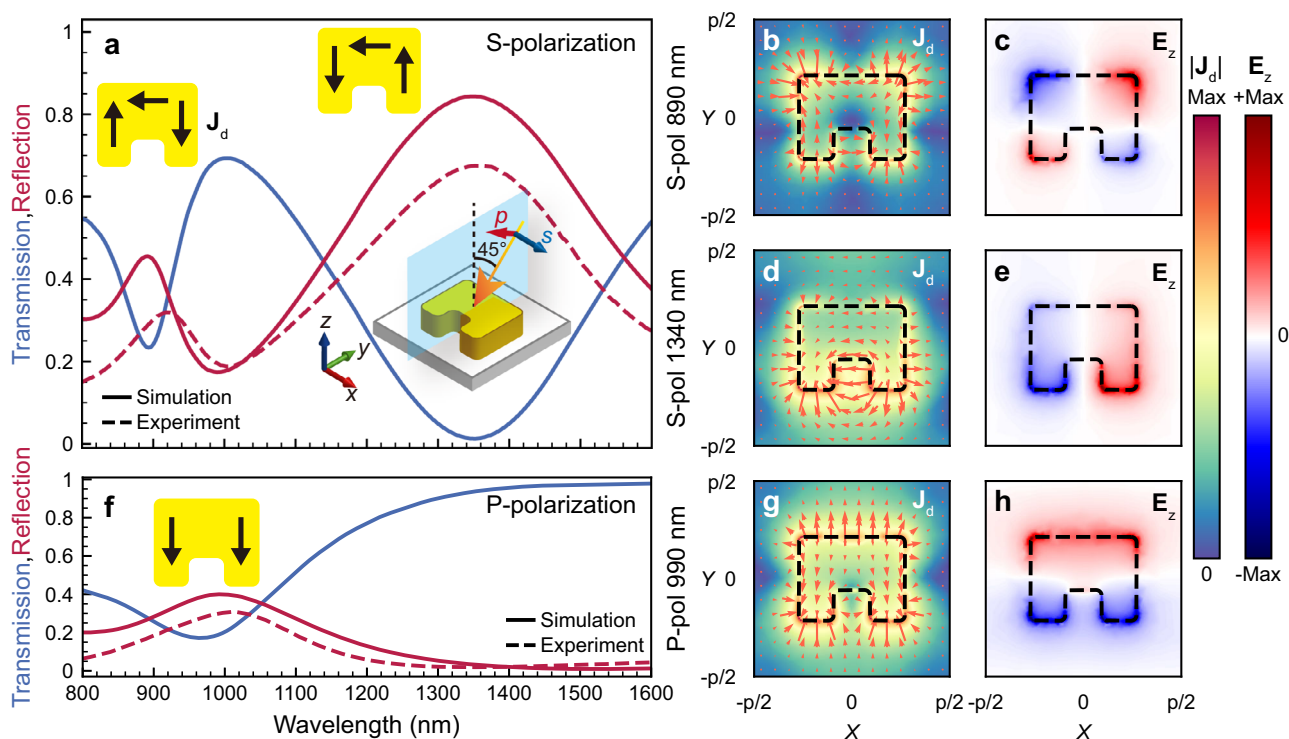 a
S-polarization
J_d
Transmission,Reflection
1
0.8
0.6
0.4
0.2
0
p
s
45°
z
y
x
Simulation
Experiment
f
P-polarization
Transmission,Reflection
1
0.8
0.6
0.4
0.2
0
Simulation
Experiment
800 900 1000 1100 1200 1300 1400 1500 1600
Wavelength (nm)
S-pol 890 nm
p/2
Y 0
-p/2
b
J_d
c
E_z
S-pol 1340 nm
p/2
Y 0
-p/2
d
J_d
e
E_z
P-pol 990 nm
p/2
Y 0
-p/2
g
J_d
h
E_z
-p/2 0 p/2
X
-p/2 0 p/2
X
|J_d|
Max
0
E_z
+Max
0
-Max